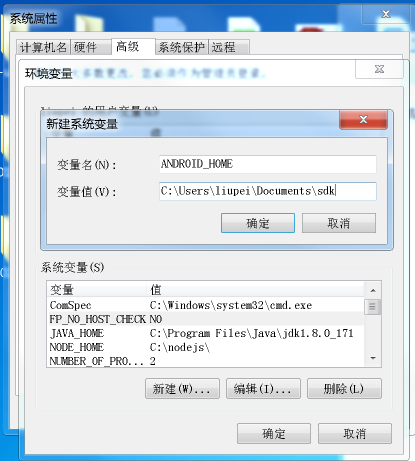 系统属性
计算机名 硬件 高级 系统保护 远程
环境变量
新建系统变量
变量名(N): ANDROID_HOME
变量值(V): C:\Users\liupei\Documents\sdk
确定 取消
系统变量(S)
变量 值
ComSpec C:\Windows\system32\cmd.exe
FP_NO_HOST_CHECK NO
JAVA_HOME C:\Program Files\Java\jdk1.8.0_171
NODE_HOME C:\nodejs\
NUMBER_OF_PRO... 2
新建(W)... 编辑(I)... 删除(L)
确定 取消